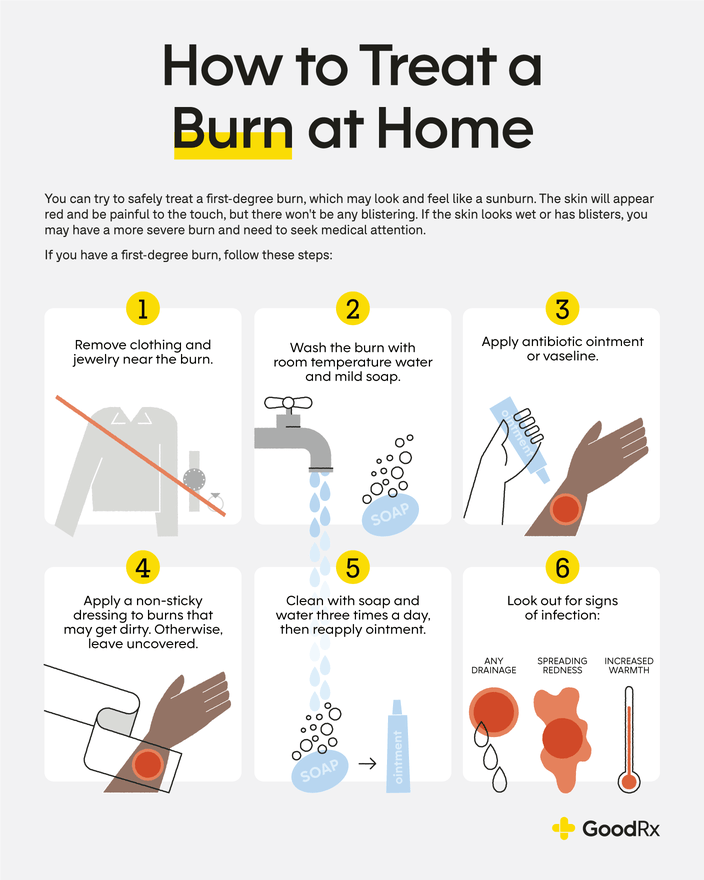 How to Treat a
Burn at Home
You can try to safely treat a first-degree burn, which may look and feel like a sunburn. The skin will appear
red and be painful to the touch, but there won't be any blistering. If the skin looks wet or has blisters, you
may have a more severe burn and need to seek medical attention.
If you have a first-degree burn, follow these steps:
1
Remove clothing and
jewelry near the burn.
2
Wash the burn with
room temperature water
and mild soap.
SOAP
3
Apply antibiotic ointment
or vaseline.
ointment
4
Apply a non-sticky
dressing to burns that
may get dirty. Otherwise,
leave uncovered.
5
Clean with soap and
water three times a day,
then reapply ointment.
SOAP
ointment
6
Look out for signs
of infection:
ANY
DRAINAGE
SPREADING
REDNESS
INCREASED
WARMTH
GoodRx